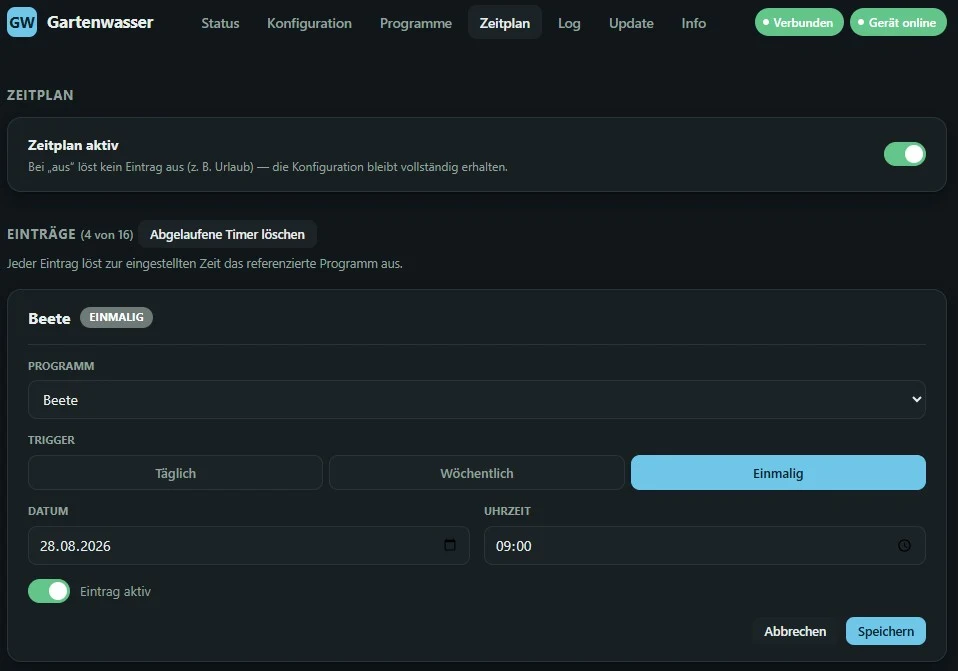 GW Gartenwasser Status Konfiguration Programme Zeitplan Log Update Info Verbunden Gerät online
ZEITPLAN
Zeitplan aktiv
Bei „aus“ löst kein Eintrag aus (z. B. Urlaub) — die Konfiguration bleibt vollständig erhalten.
EINTRÄGE (4 von 16) Abgelaufene Timer löschen
Jeder Eintrag löst zur eingestellten Zeit das referenzierte Programm aus.
Beete EINMALIG
PROGRAMM
Beete
TRIGGER
Täglich Wöchentlich Einmalig
DATUM UHRZEIT
28.08.2026 09:00
Eintrag aktiv
Abbrechen Speichern